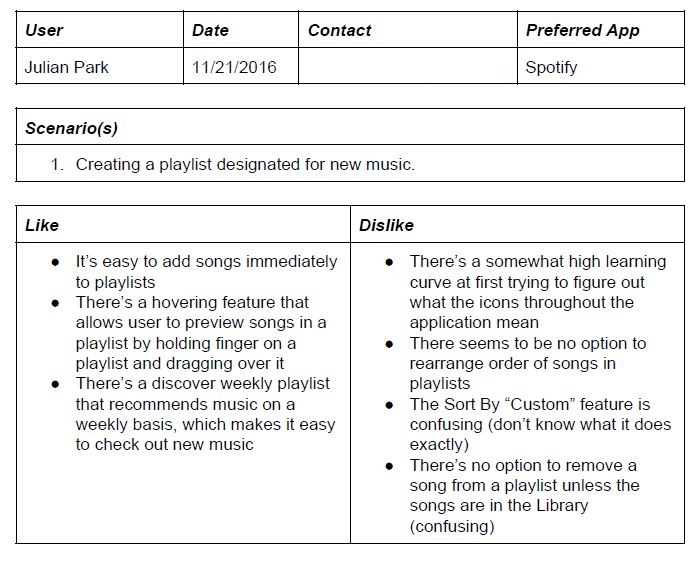 User Date Contact Preferred App
Julian Park 11/21/2016 Spotify
Scenario(s)
1. Creating a playlist designated for new music.
Like
● It’s easy to add songs immediately
to playlists
● There’s a hovering feature that
allows user to preview songs in a
playlist by holding finger on a
playlist and dragging over it
● There’s a discover weekly playlist
that recommends music on a
weekly basis, which makes it easy
to check out new music
Dislike
● There’s a somewhat high learning
curve at first trying to figure out
what the icons throughout the
application mean
● There seems to be no option to
rearrange order of songs in
playlists
● The Sort By “Custom” feature is
confusing (don’t know what it does
exactly)
● There’s no option to remove a
song from a playlist unless the
songs are in the Library
(confusing)